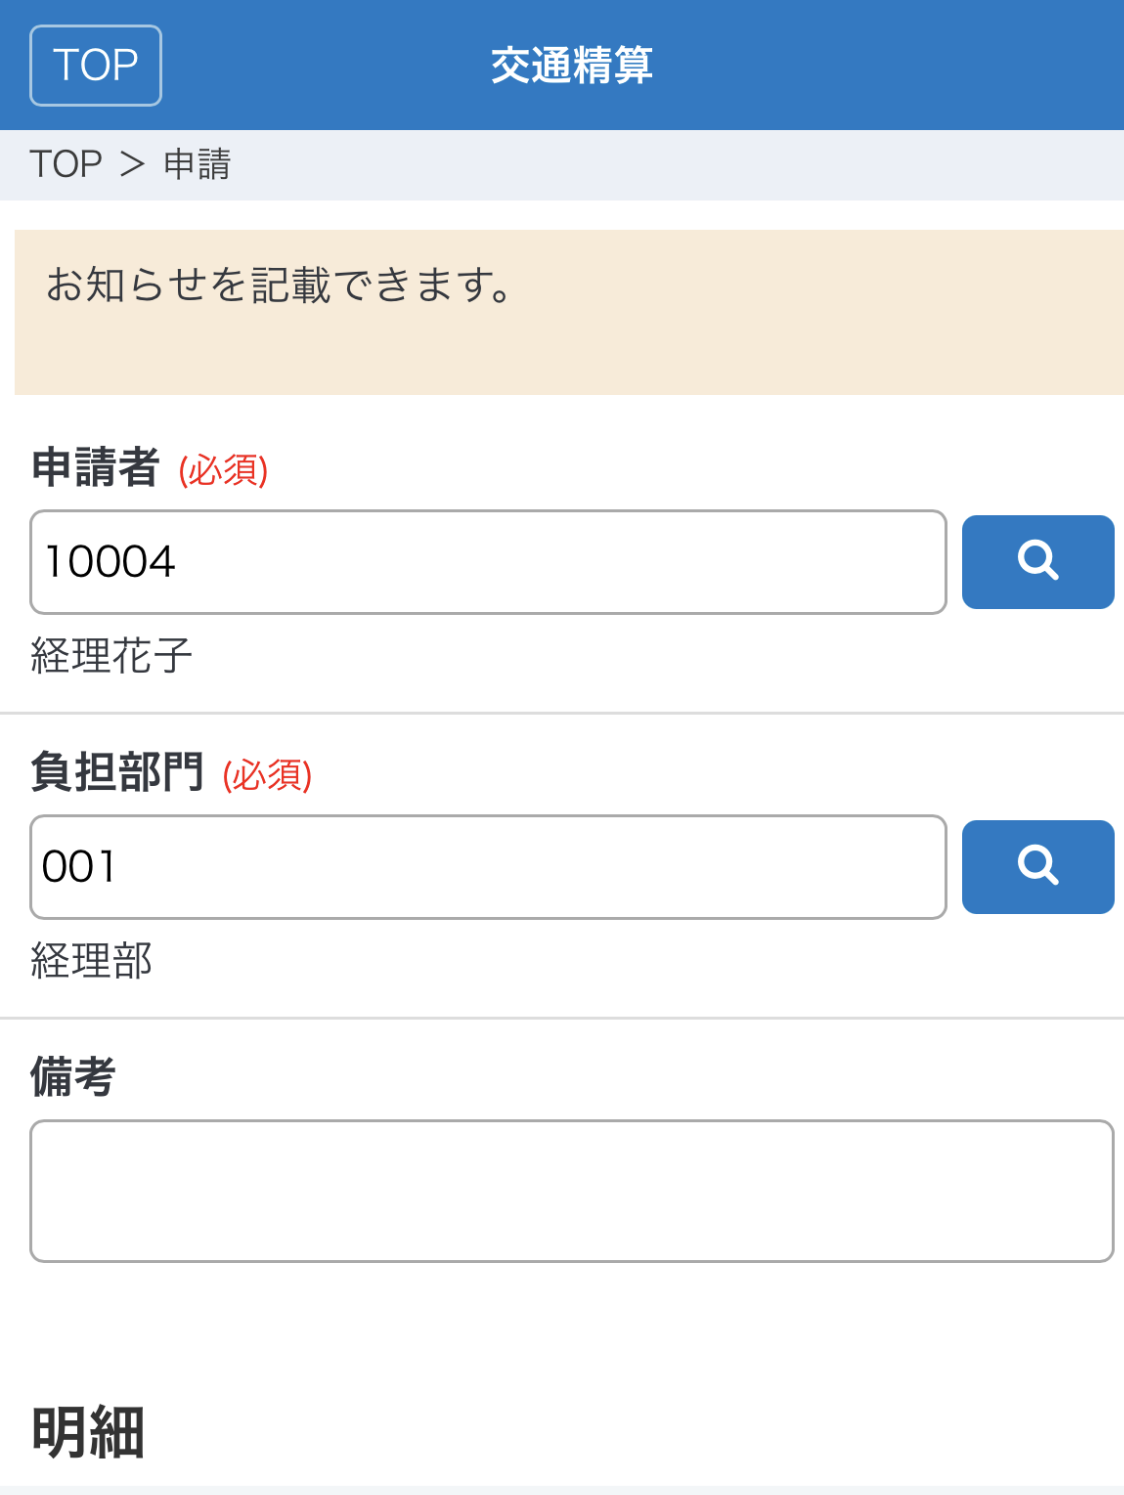 TOP
交通精算
TOP ＞ 申請
お知らせを記載できます。
申請者 (必須)
10004
経理花子
負担部門 (必須)
001
経理部
備考
明細